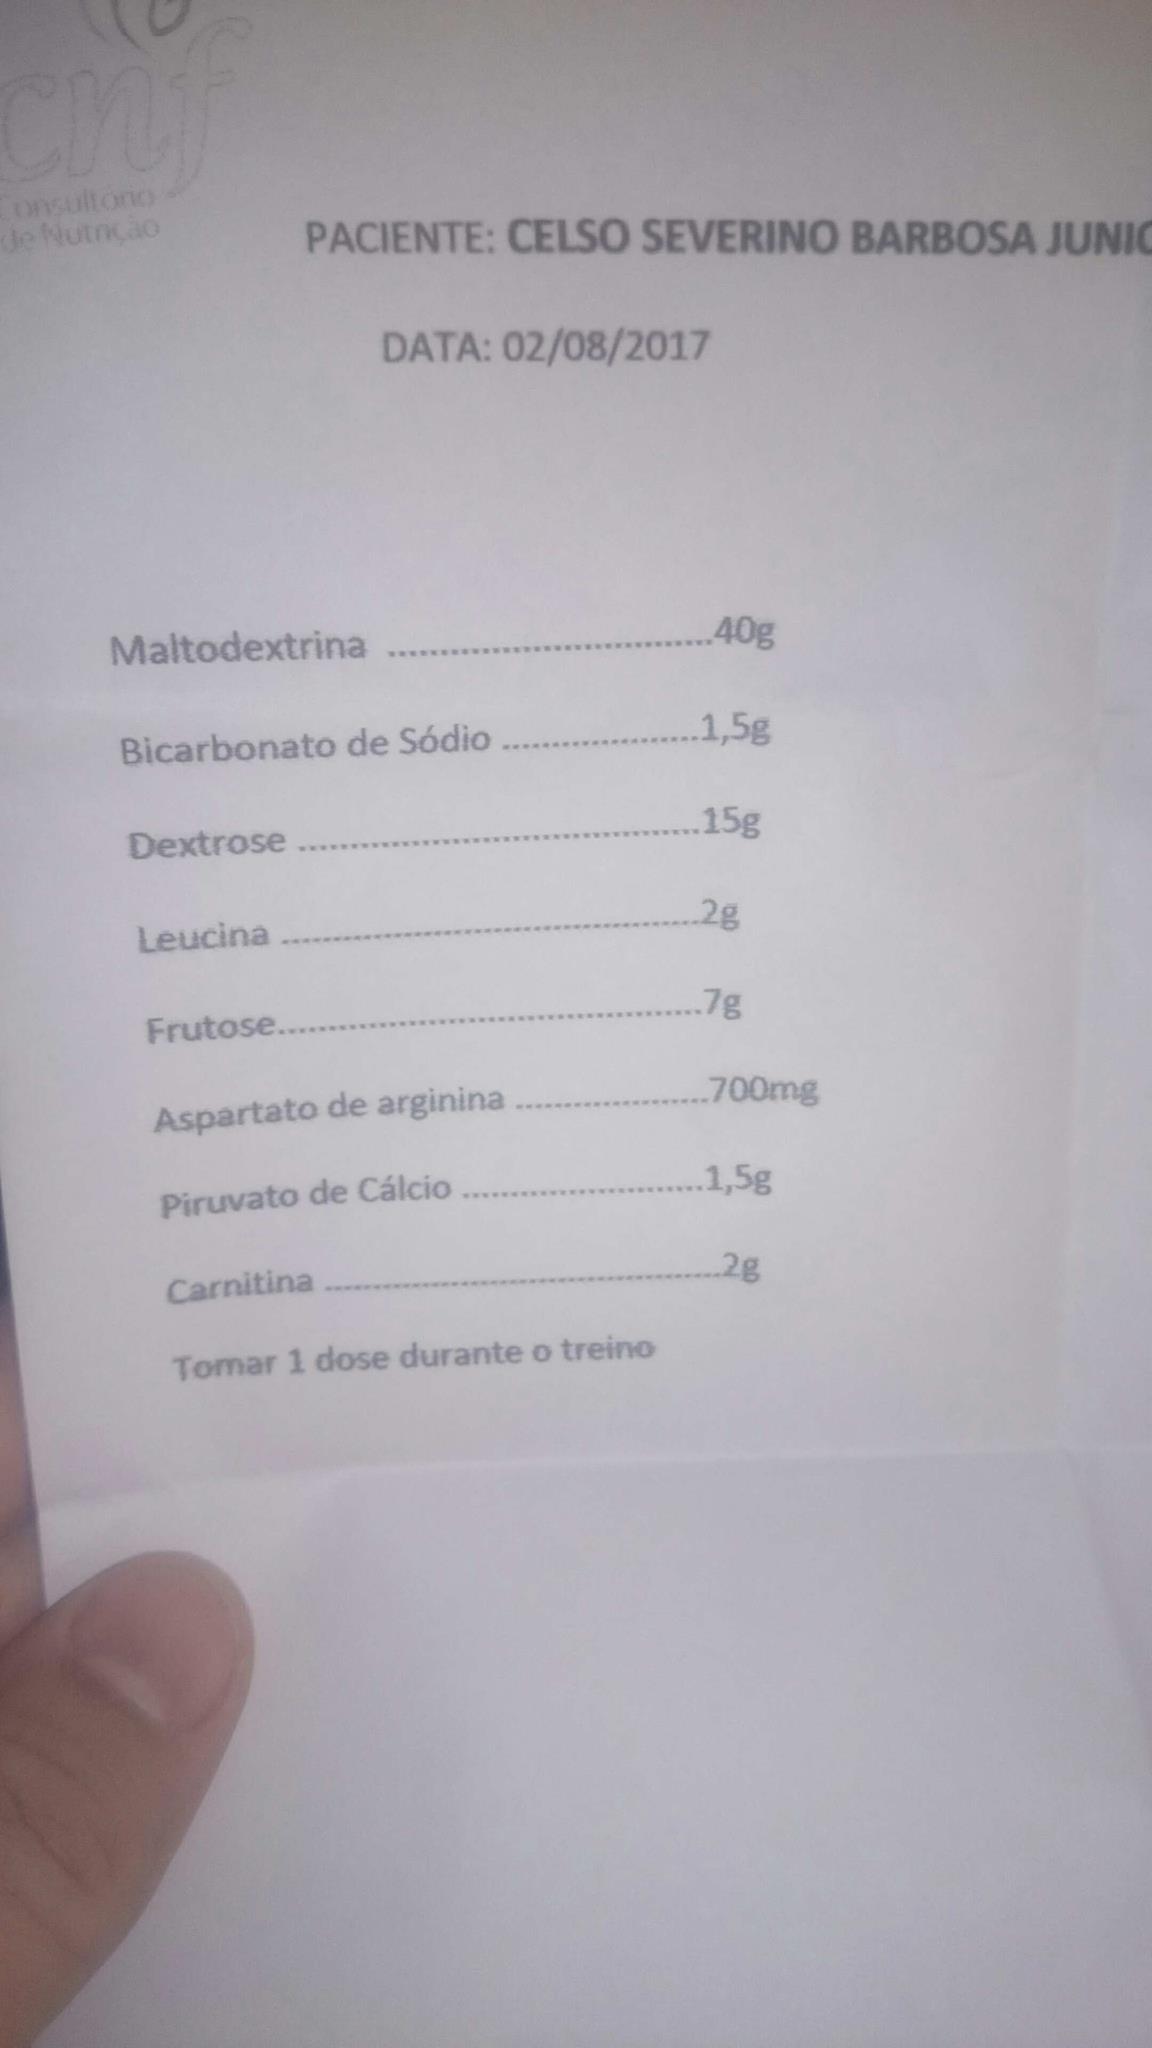 cnf
Consultório
de Nutrição
PACIENTE: CELSO SEVERINO BARBOSA JUNIO
DATA: 02/08/2017
Maltodextrina ...............................40g
Bicarbonato de Sódio ....................1,5g
Dextrose .......................................15g
Leucina .........................................2g
Frutose..........................................7g
Aspartato de arginina ....................700mg
Piruvato de Cálcio .........................1,5g
Carnitina .......................................2g
Tomar 1 dose durante o treino